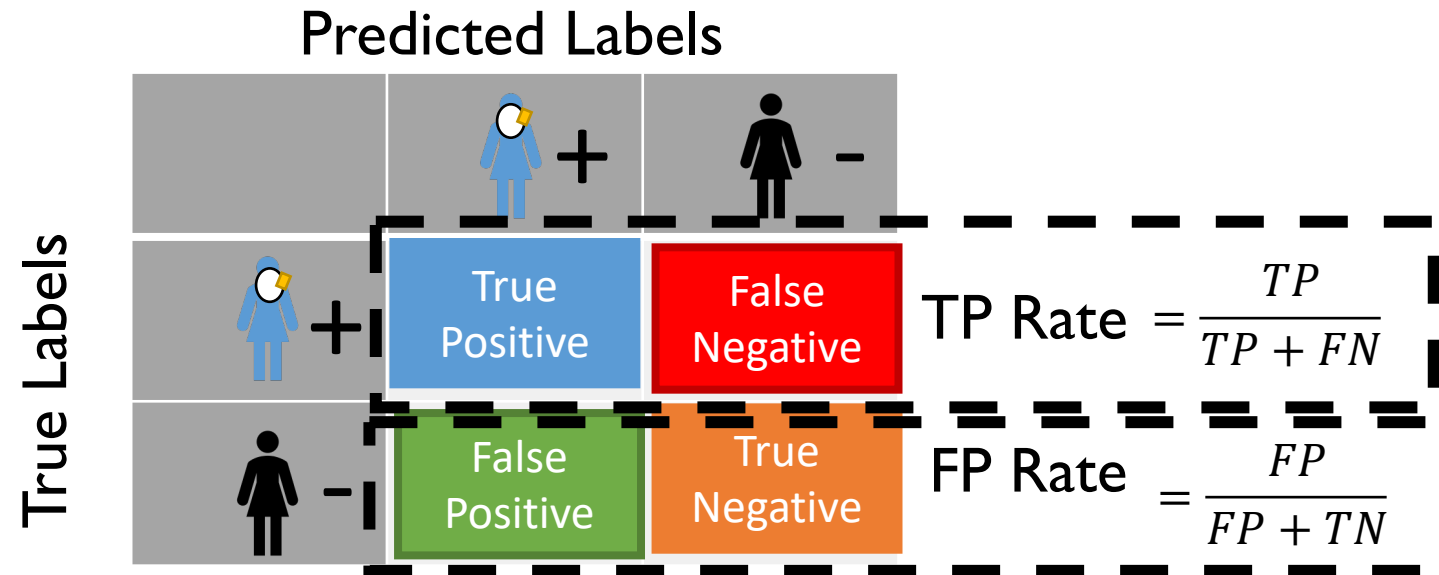 Predicted Labels
+ -
True Labels
+
True
Positive
False
Negative
TP Rate = TP / TP + FN
-
False
Positive
True
Negative
FP Rate = FP / FP + TN